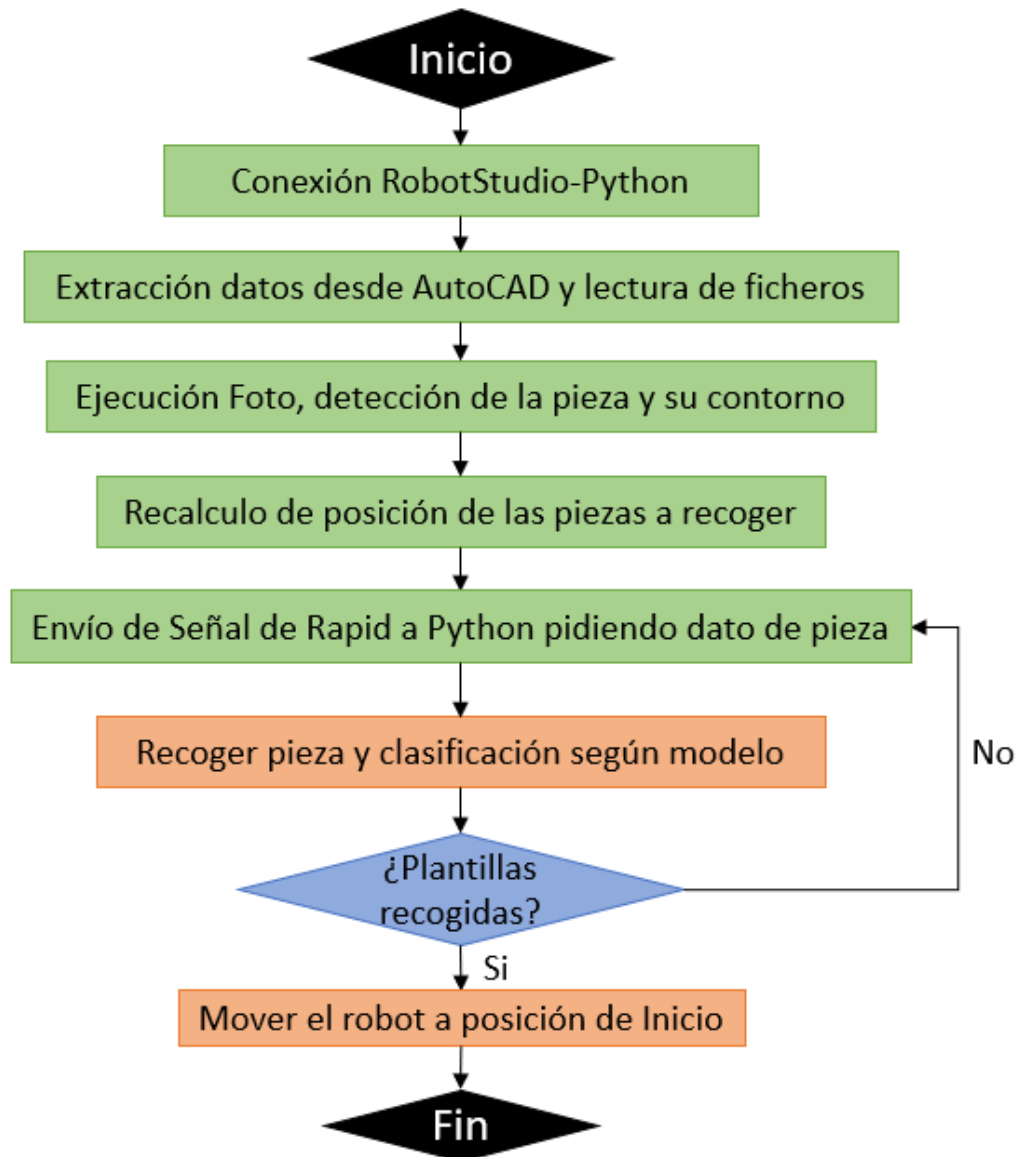 Inicio
Conexión RobotStudio-Python
Extracción datos desde AutoCAD y lectura de ficheros
Ejecución Foto, detección de la pieza y su contorno
Recalculo de posición de las piezas a recoger
Envío de Señal de Rapid a Python pidiendo dato de pieza
Recoger pieza y clasificación según modelo
No
¿Plantillas
recogidas?
Si
Mover el robot a posición de Inicio
Fin